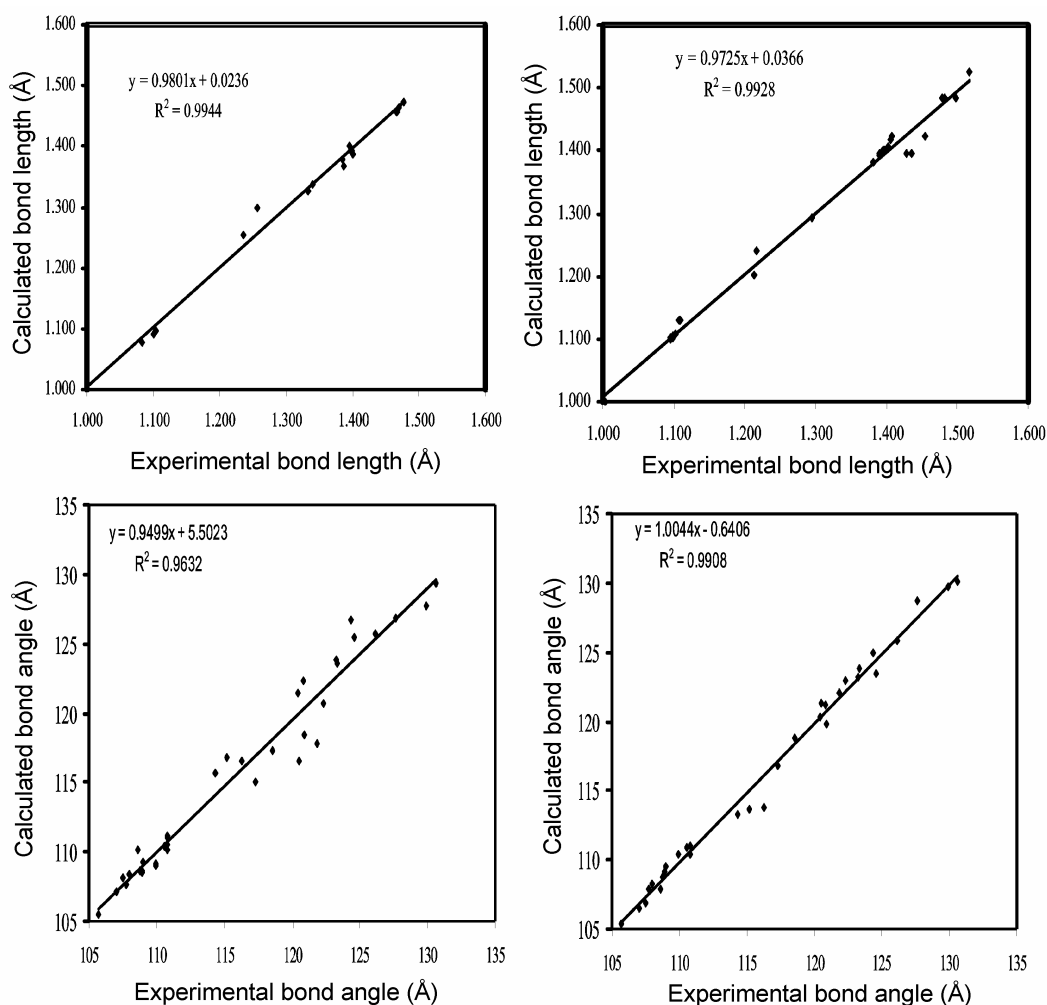 1.600
1.500
1.400
1.300
1.200
1.100
1.000
Calculated bond length (Å)
y = 0.9801x + 0.0236
R² = 0.9944
1.000 1.100 1.200 1.300 1.400 1.500 1.600
Experimental bond length (Å)
1.600
1.500
1.400
1.300
1.200
1.100
1.000
Calculated bond length (Å)
y = 0.9725x + 0.0366
R² = 0.9928
1.000 1.100 1.200 1.300 1.400 1.500 1.600
Experimental bond length (Å)
135
130
125
120
115
110
105
Calculated bond angle (Å)
y = 0.9499x + 5.5023
R² = 0.9632
105 110 115 120 125 130 135
Experimental bond angle (Å)
135
130
125
120
115
110
105
Calculated bond angle (Å)
y = 1.0044x - 0.6406
R² = 0.9908
105 110 115 120 125 130 135
Experimental bond angle (Å)